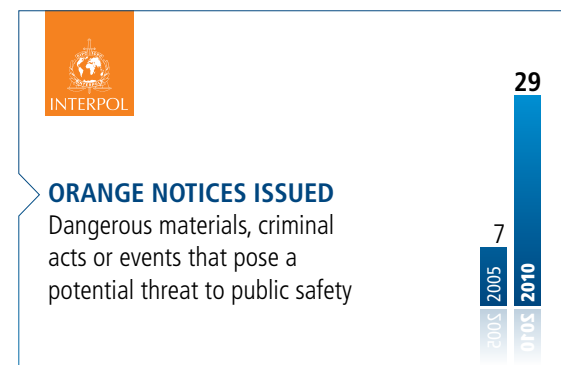 INTERPOL
ORANGE NOTICES ISSUED
Dangerous materials, criminal
acts or events that pose a
potential threat to public safety
7
2005
29
2010